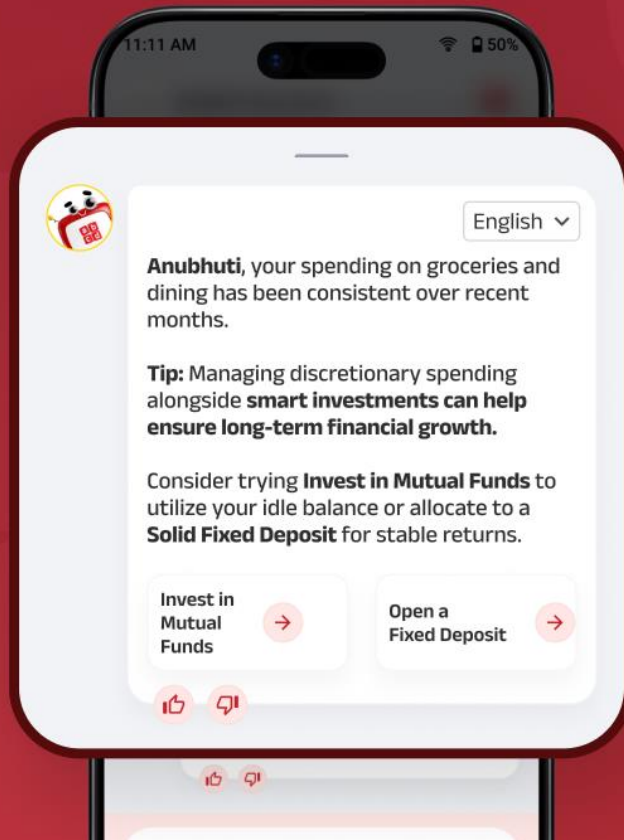 11:11 AM
50%
English
Anubhuti, your spending on groceries and
dining has been consistent over recent
months.
Tip: Managing discretionary spending
alongside smart investments can help
ensure long-term financial growth.
Consider trying Invest in Mutual Funds to
utilize your idle balance or allocate to a
Solid Fixed Deposit for stable returns.
Invest in
Mutual
Funds
Open a
Fixed Deposit